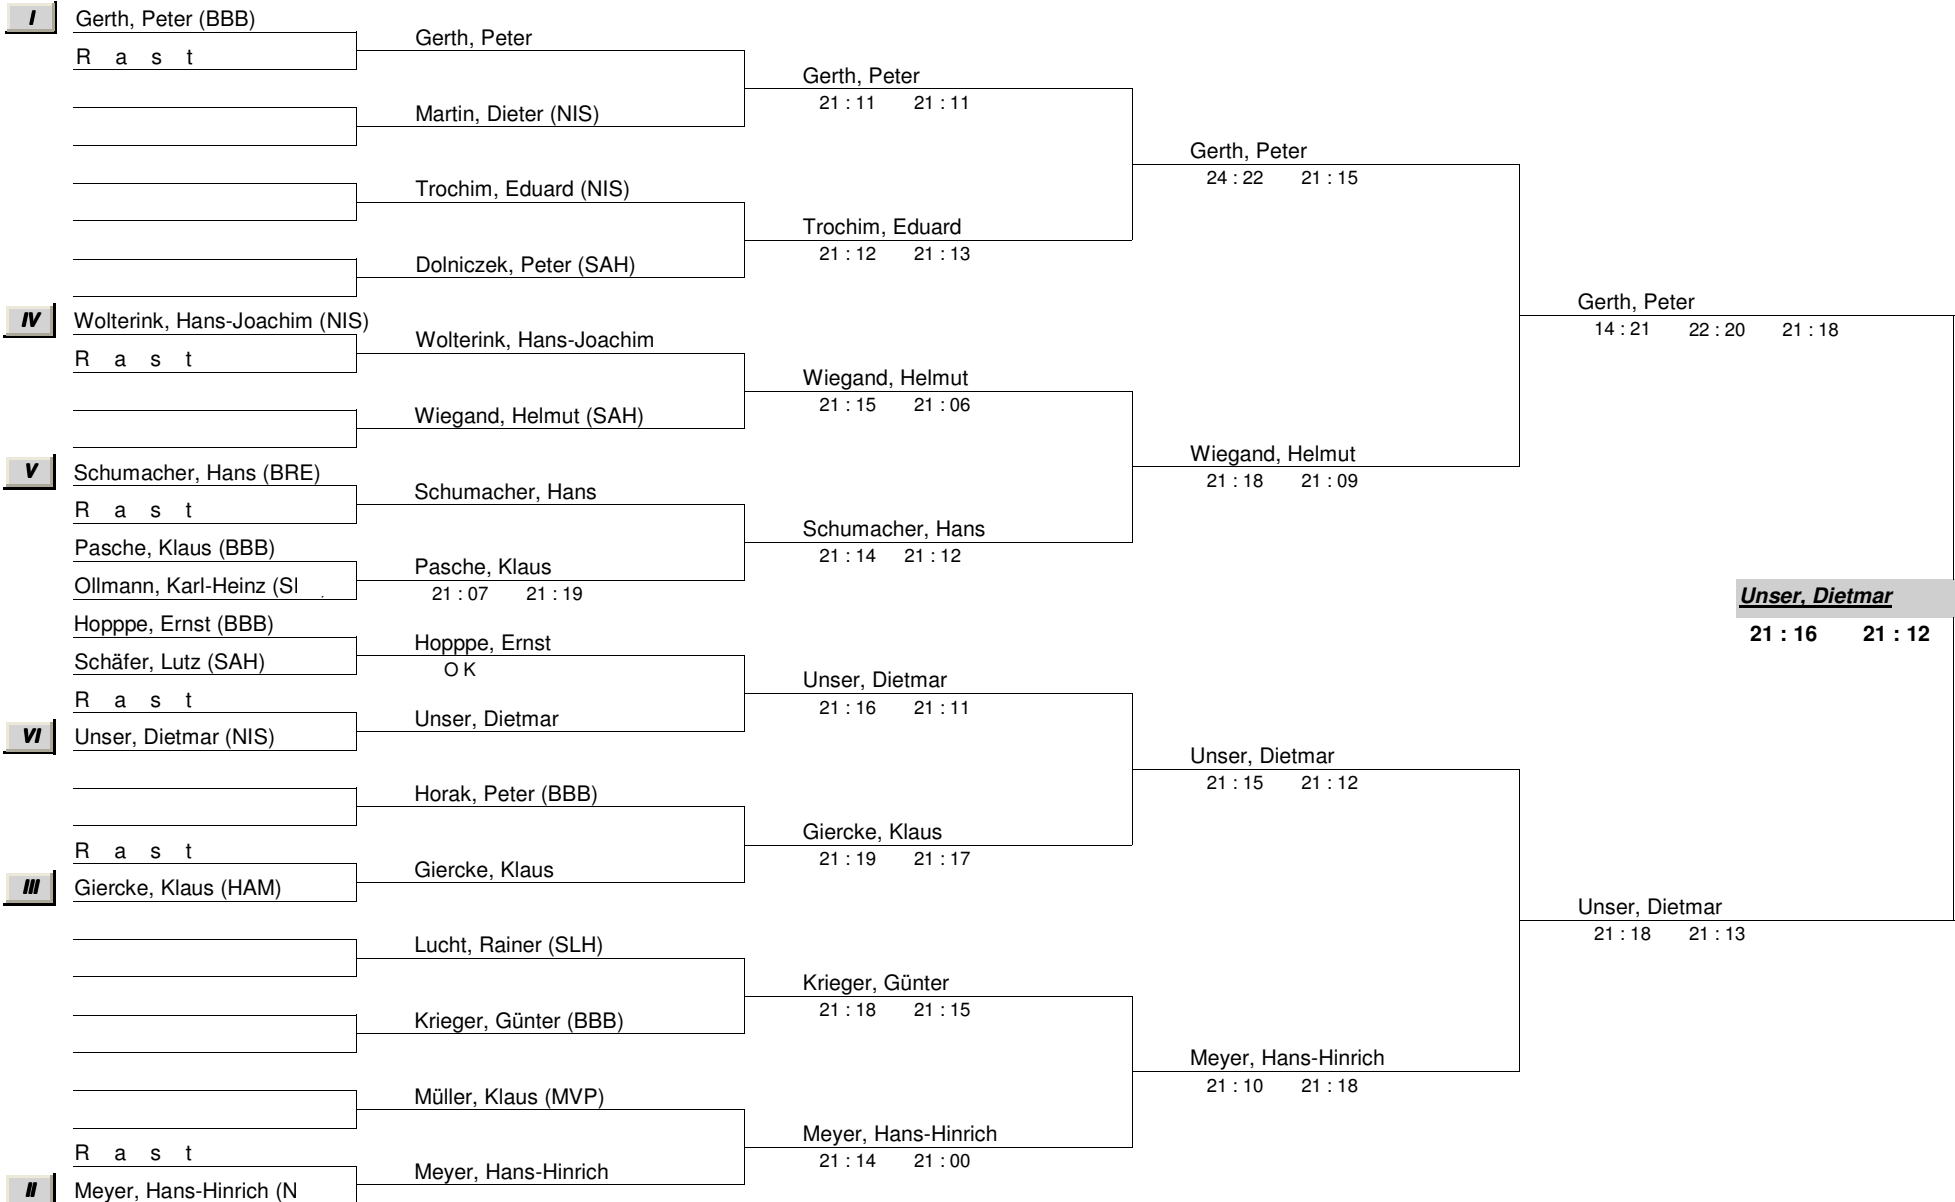 I Gerth, Peter (BBB)
R a s t
Gerth, Peter
Gerth, Peter
21 : 11 21 : 11
Martin, Dieter (NIS)
Gerth, Peter
24 : 22 21 : 15
Trochim, Eduard (NIS)
Trochim, Eduard
21 : 12 21 : 13
Dolniczek, Peter (SAH)
Gerth, Peter
14 : 21 22 : 20 21 : 18
IV Wolterink, Hans-Joachim (NIS)
R a s t
Wolterink, Hans-Joachim
Wiegand, Helmut
21 : 15 21 : 06
Wiegand, Helmut (SAH)
Wiegand, Helmut
21 : 18 21 : 09
V Schumacher, Hans (BRE)
R a s t
Schumacher, Hans
Schumacher, Hans
21 : 14 21 : 12
Pasche, Klaus (BBB)
Ollmann, Karl-Heinz (SL
Pasche, Klaus
21 : 07 21 : 19
Unser, Dietmar
21 : 16 21 : 12
Hopppe, Ernst (BBB)
Schäfer, Lutz (SAH)
Hopppe, Ernst
O K
Unser, Dietmar
21 : 16 21 : 11
R a s t
VI Unser, Dietmar (NIS)
Unser, Dietmar
Unser, Dietmar
21 : 15 21 : 12
Horak, Peter (BBB)
Giercke, Klaus
21 : 19 21 : 17
R a s t
III Giercke, Klaus (HAM)
Giercke, Klaus
Unser, Dietmar
21 : 18 21 : 13
Lucht, Rainer (SLH)
Krieger, Günter
21 : 18 21 : 15
Krieger, Günter (BBB)
Meyer, Hans-Hinrich
21 : 10 21 : 18
Müller, Klaus (MVP)
Meyer, Hans-Hinrich
21 : 14 21 : 00
R a s t
II Meyer, Hans-Hinrich (N
Meyer, Hans-Hinrich